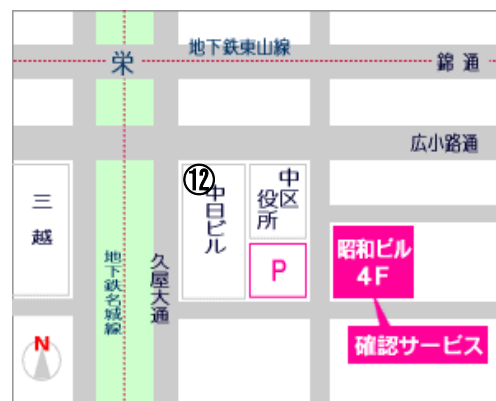 地下鉄東山線
栄
錦通
広小路通
三越
⑫
中日ビル
中区
役所
P
昭和ビル
4F
確認サービス
地下鉄名城線
久屋大通
N